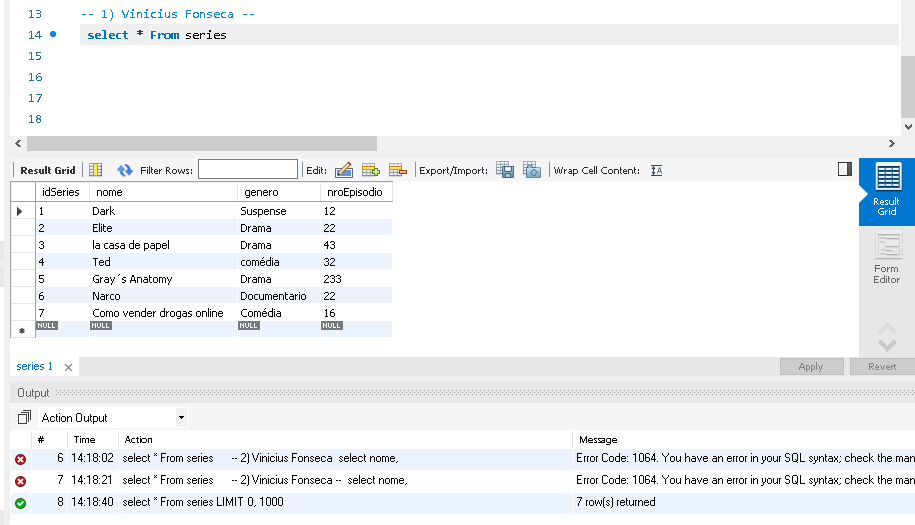 13 -- 1) Vinicius Fonseca --
14 select * From series
15
16
17
18
Result Grid Filter Rows: Edit: Export/Import: Wrap Cell Content:
idSeries nome genero nroEpisodio
1 Dark Suspense 12
2 Elite Drama 22
3 la casa de papel Drama 43
4 Ted comédia 32
5 Gray´s Anatomy Drama 233
6 Narco Documentario 22
7 Como vender drogas online Comédia 16
NULL NULL NULL NULL
Result
Grid
Form
Editor
series 1 Apply Revert
Output
Action Output
# Time Action Message
6 14:18:02 select * From series -- 2) Vinicius Fonseca select nome, Error Code: 1064. You have an error in your SQL syntax; check the man
7 14:18:21 select * From series -- 2) Vinicius Fonseca -- select nome, Error Code: 1064. You have an error in your SQL syntax; check the man
8 14:18:40 select * From series LIMIT 0, 1000 7 row(s) returned